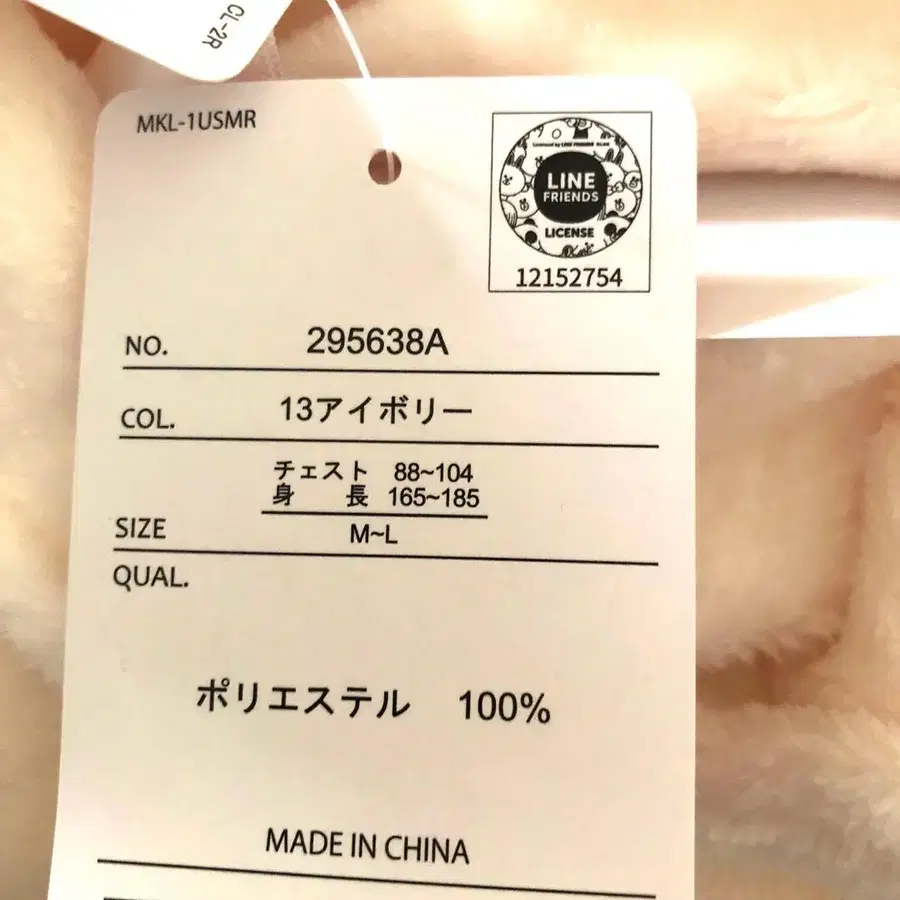 CL-2R
MKL-1USMR
LINE
FRIENDS
LICENSE
12152754
NO. 295638A
COL. 13アイボリー
チェスト 88~104
身 長 165~185
SIZE M~L
QUAL.
ポリエステル 100%
MADE IN CHINA